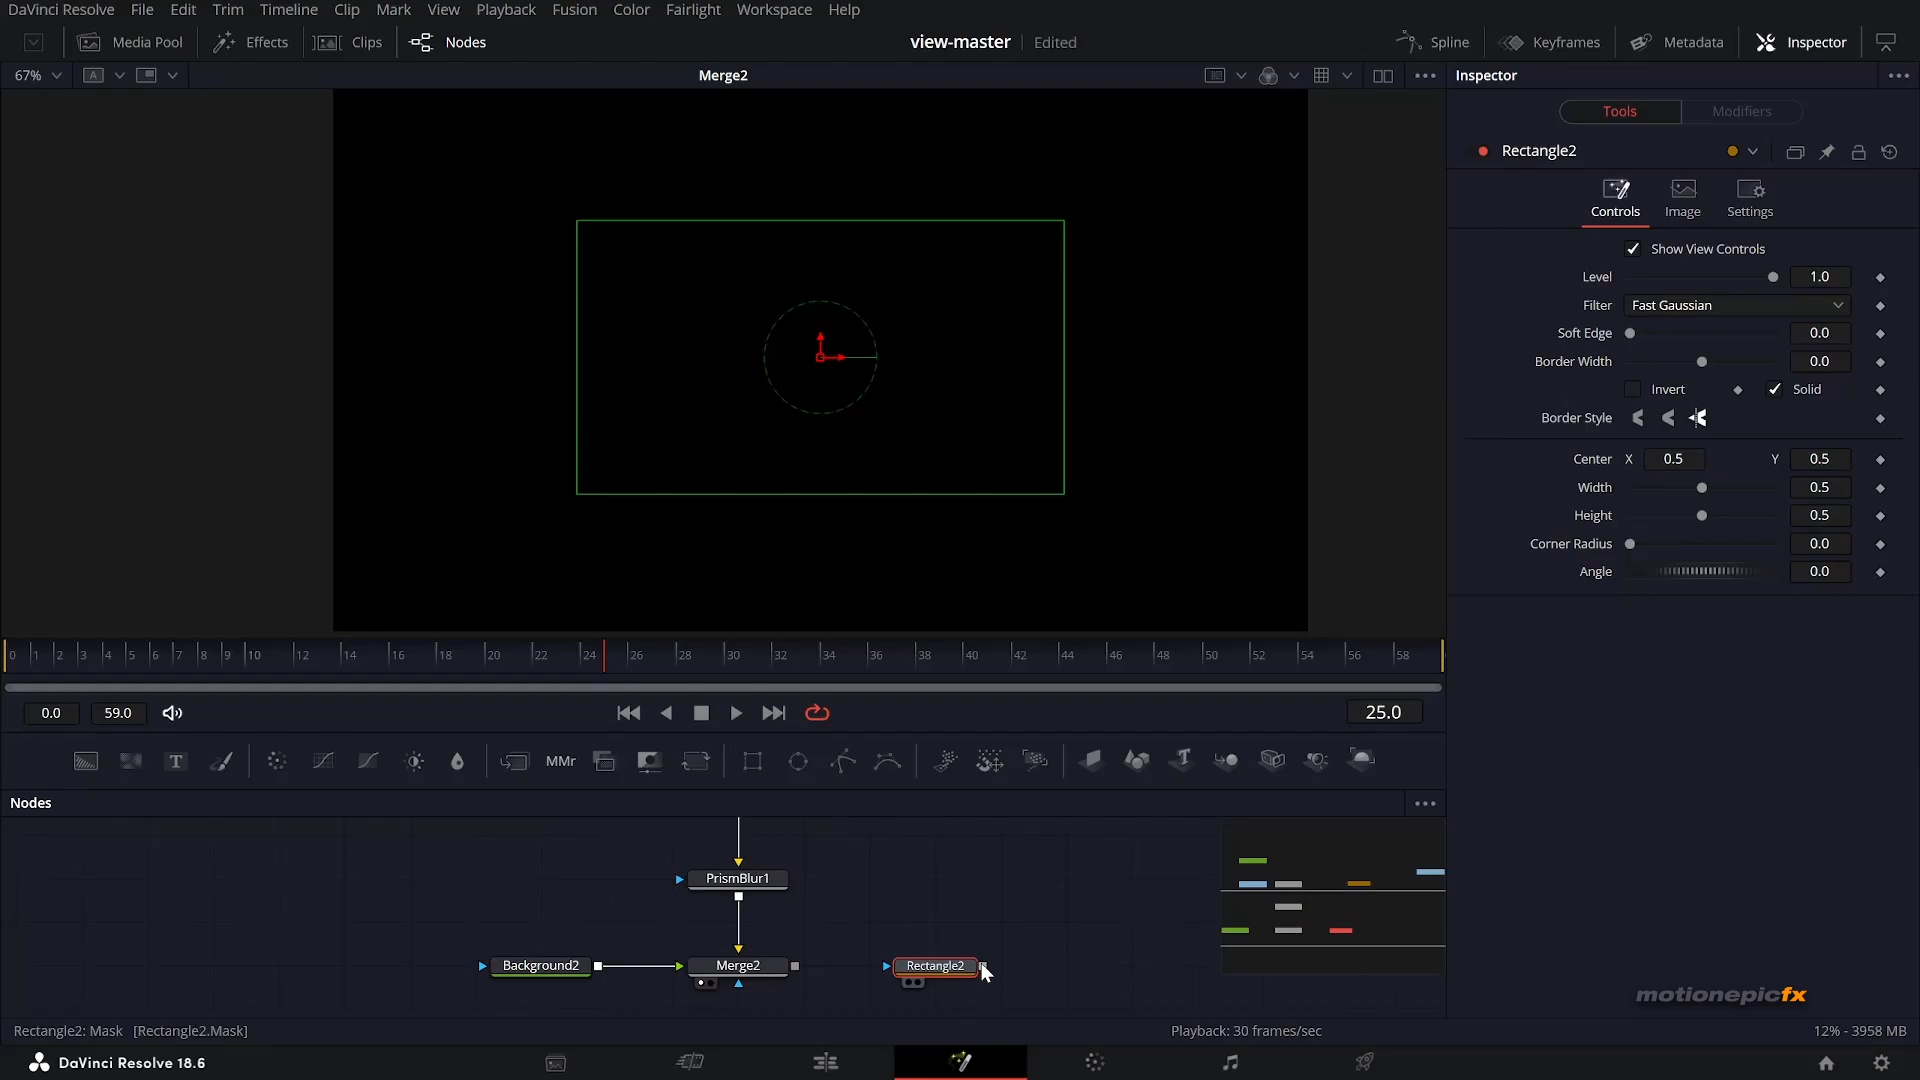 DaVinci Resolve File Edit Trim Timeline Clip Mark View Playback Fusion Color Fairlight Workspace Help
Media Pool Effects Clips Nodes view-master Edited Spline Keyframes Metadata Inspector
67% A Merge2 Inspector
Tools Modifiers
Rectangle2
Controls Image Settings
Show View Controls
Level 1.0
Filter Fast Gaussian
Soft Edge 0.0
Border Width 0.0
Invert Solid
Border Style
Center X 0.5 Y 0.5
Width 0.5
Height 0.5
Corner Radius 0.0
Angle 0.0
0 1 2 3 4 5 6 7 8 9 10 12 14 16 18 20 22 24 26 28 30 32 34 36 38 40 42 44 46 48 50 52 54 56 58
0.0 59.0 25.0
T MMr T
Nodes
PrismBlur1
Background2 Merge2 Rectangle2
motionepicfx
Rectangle2: Mask [Rectangle2.Mask] Playback: 30 frames/sec 12% - 3958 MB
DaVinci Resolve 18.6